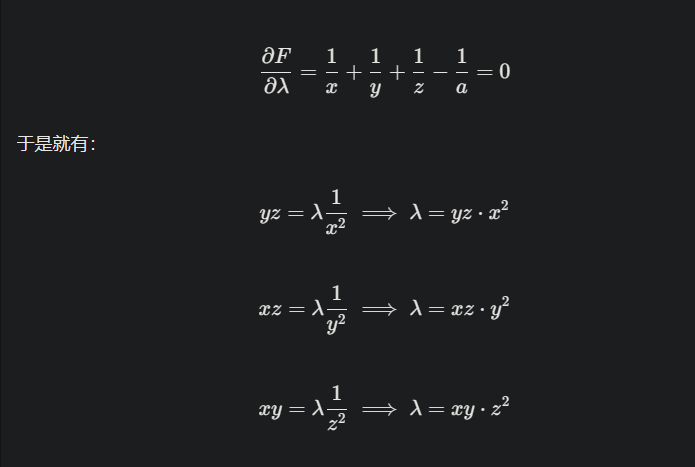 ∂F/∂λ = 1/x + 1/y + 1/z − 1/a = 0
于是就有：
yz = λ 1/x² ⟹ λ = yz · x²
xz = λ 1/y² ⟹ λ = xz · y²
xy = λ 1/z² ⟹ λ = xy · z²